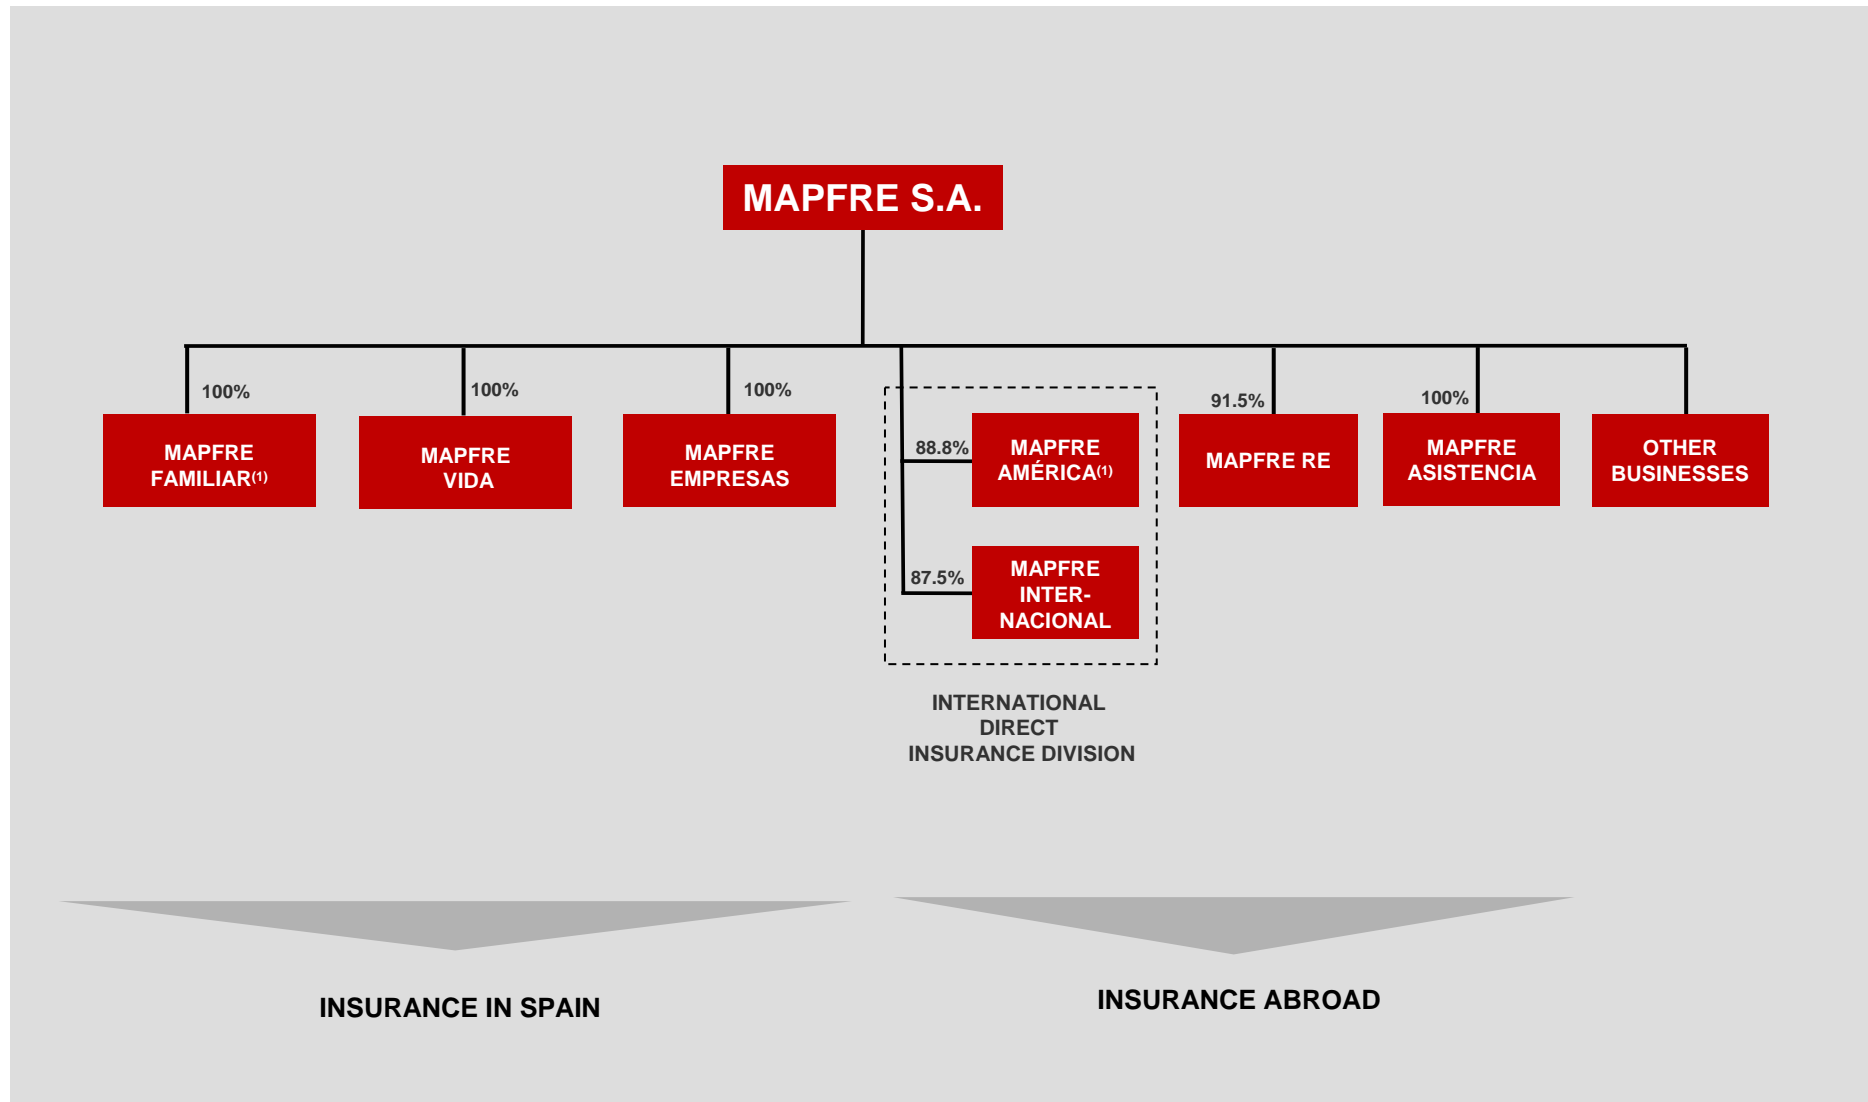 MAPFRE S.A.
100%
MAPFRE
FAMILIAR(1)
100%
MAPFRE
VIDA
100%
MAPFRE
EMPRESAS
88.8%
MAPFRE
AMÉRICA(1)
87.5%
MAPFRE
INTER-
NACIONAL
INTERNATIONAL
DIRECT
INSURANCE DIVISION
91.5%
MAPFRE RE
100%
MAPFRE
ASISTENCIA
OTHER
BUSINESSES
INSURANCE IN SPAIN
INSURANCE ABROAD